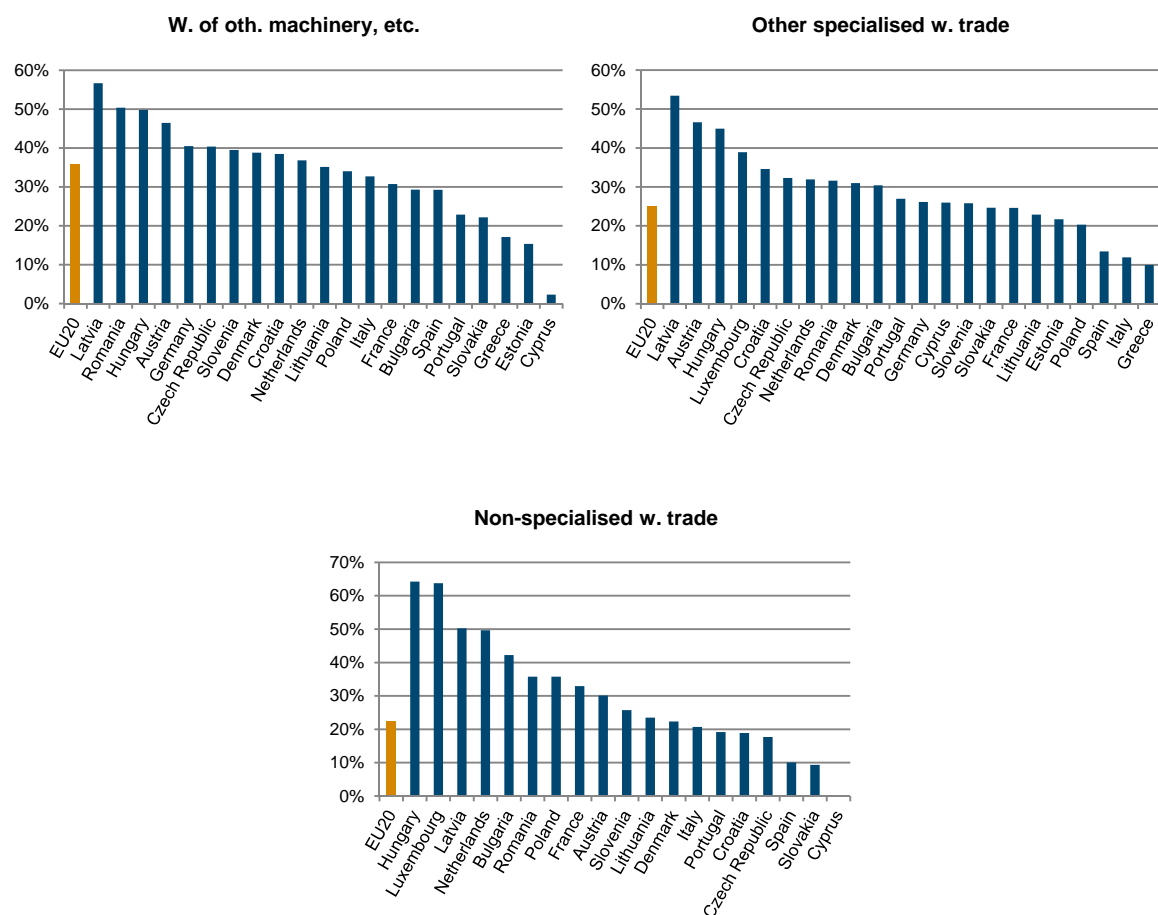 W. of oth. machinery, etc.
60%
50%
40%
30%
20%
10%
0%
EU20
Latvia
Romania
Hungary
Austria
Germany
Czech Republic
Slovenia
Denmark
Croatia
Netherlands
Lithuania
Poland
Italy
France
Bulgaria
Spain
Portugal
Slovakia
Greece
Estonia
Cyprus
Other specialised w. trade
60%
50%
40%
30%
20%
10%
0%
EU20
Latvia
Austria
Hungary
Luxembourg
Croatia
Czech Republic
Netherlands
Romania
Denmark
Bulgaria
Portugal
Germany
Cyprus
Slovenia
Slovakia
France
Lithuania
Estonia
Poland
Spain
Italy
Greece
Non-specialised w. trade
70%
60%
50%
40%
30%
20%
10%
0%
EU20
Hungary
Luxembourg
Latvia
Netherlands
Bulgaria
Romania
Poland
France
Austria
Slovenia
Lithuania
Denmark
Italy
Portugal
Croatia
Czech Republic
Spain
Slovakia
Cyprus